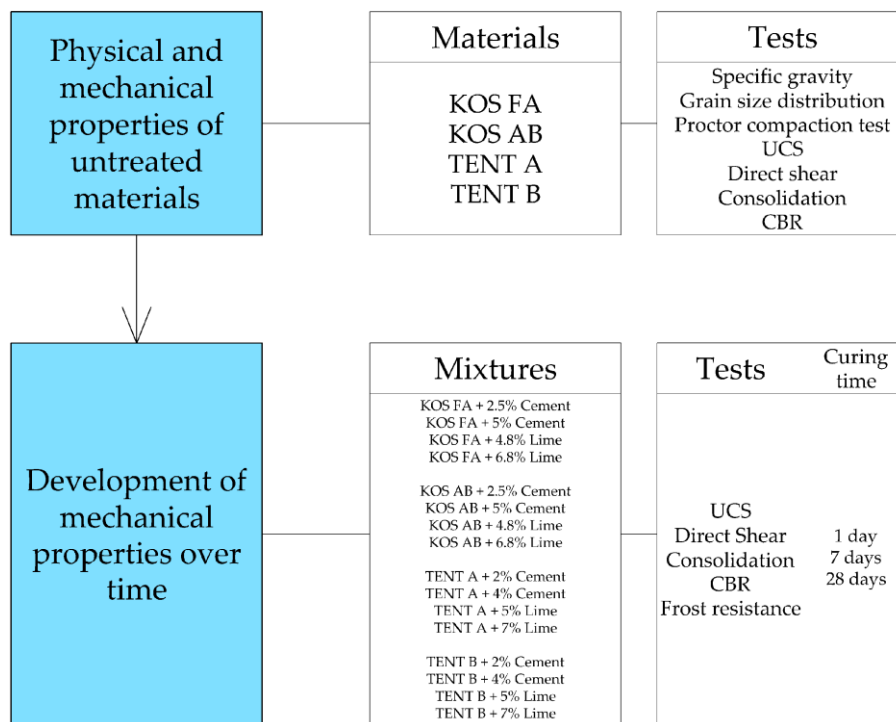 Physical and
mechanical
properties of
untreated
materials
Materials
KOS FA
KOS AB
TENT A
TENT B
Tests
Specific gravity
Grain size distribution
Proctor compaction test
UCS
Direct shear
Consolidation
CBR
Development of
mechanical
properties over
time
Mixtures
KOS FA + 2.5% Cement
KOS FA + 5% Cement
KOS FA + 4.8% Lime
KOS FA + 6.8% Lime
KOS AB + 2.5% Cement
KOS AB + 5% Cement
KOS AB + 4.8% Lime
KOS AB + 6.8% Lime
TENT A + 2% Cement
TENT A + 4% Cement
TENT A + 5% Lime
TENT A + 7% Lime
TENT B + 2% Cement
TENT B + 4% Cement
TENT B + 5% Lime
TENT B + 7% Lime
Tests
UCS
Direct Shear
Consolidation
CBR
Frost resistance
Curing
time
1 day
7 days
28 days